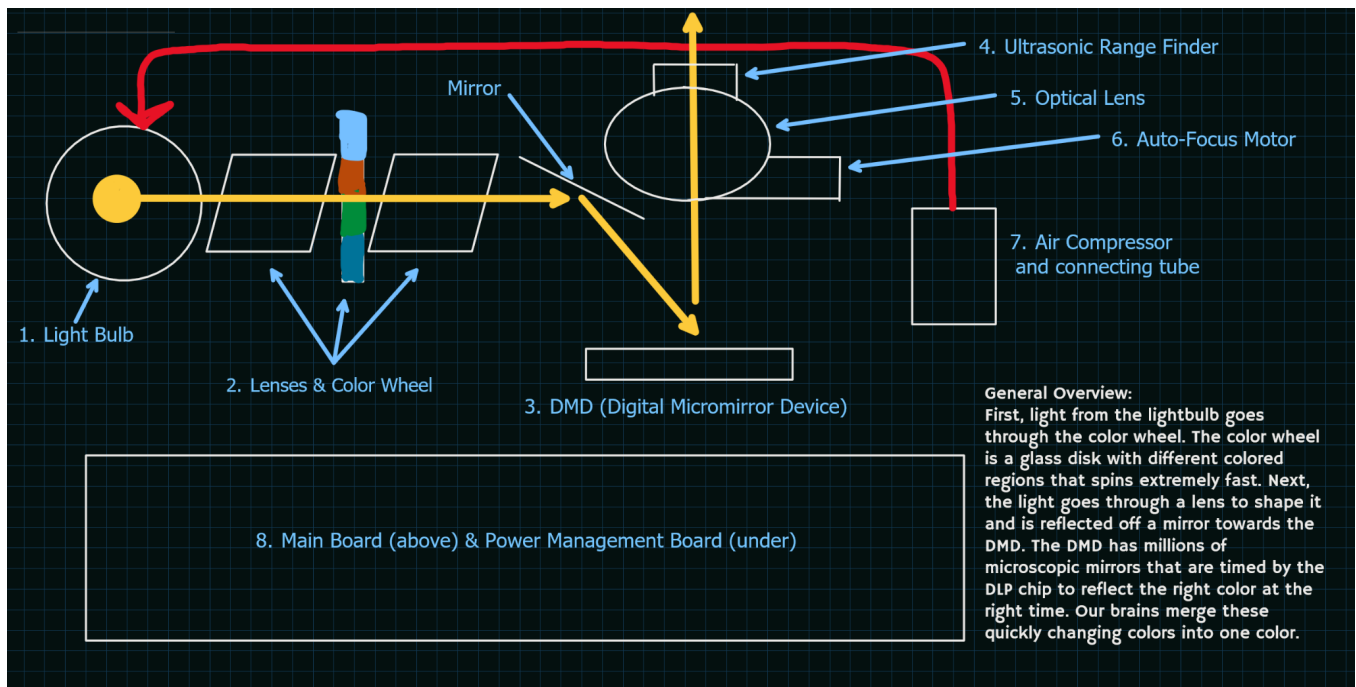 4. Ultrasonic Range Finder
Mirror
5. Optical Lens
6. Auto-Focus Motor
7. Air Compressor
and connecting tube
1. Light Bulb
2. Lenses & Color Wheel
3. DMD (Digital Micromirror Device)
General Overview:
First, light from the lightbulb goes
through the color wheel. The color wheel
is a glass disk with different colored
regions that spins extremely fast. Next,
the light goes through a lens to shape it
and is reflected off a mirror towards the
DMD. The DMD has millions of
microscopic mirrors that are timed by the
DLP chip to reflect the right color at the
right time. Our brains merge these
quickly changing colors into one color.
8. Main Board (above) & Power Management Board (under)